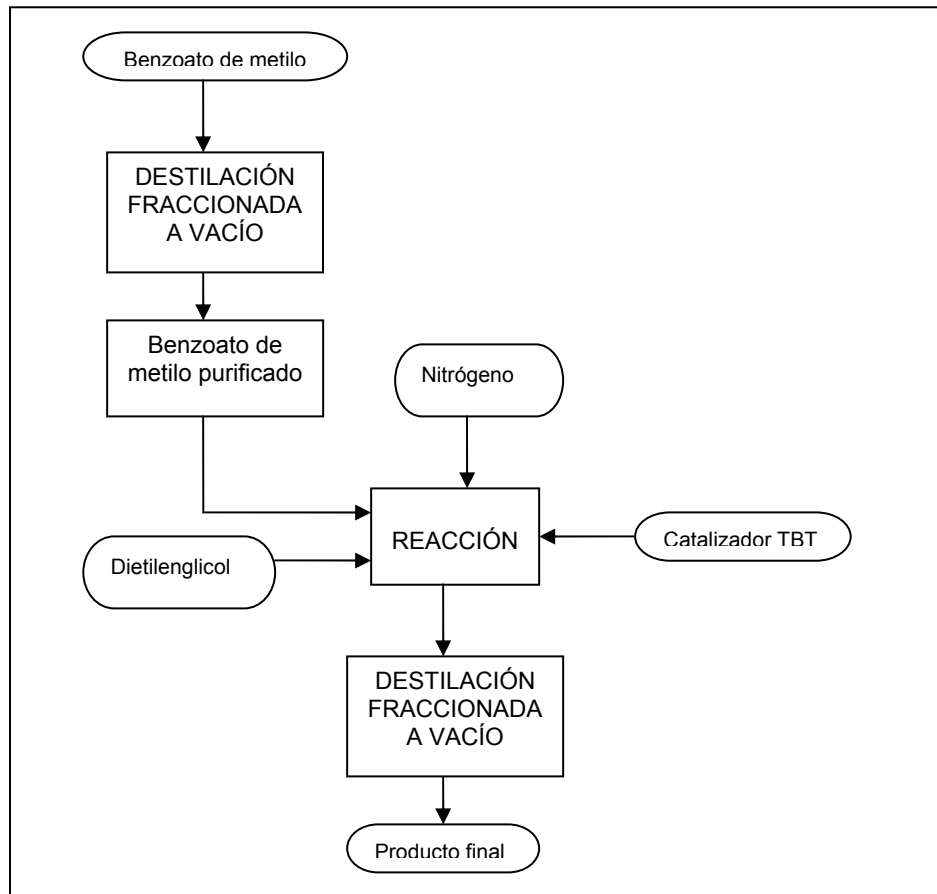 Benzoato de metilo
DESTILACIÓN
FRACCIONADA
A VACÍO
Benzoato de
metilo purificado
Nitrógeno
REACCIÓN
Catalizador TBT
Dietilenglicol
DESTILACIÓN
FRACCIONADA
A VACÍO
Producto final